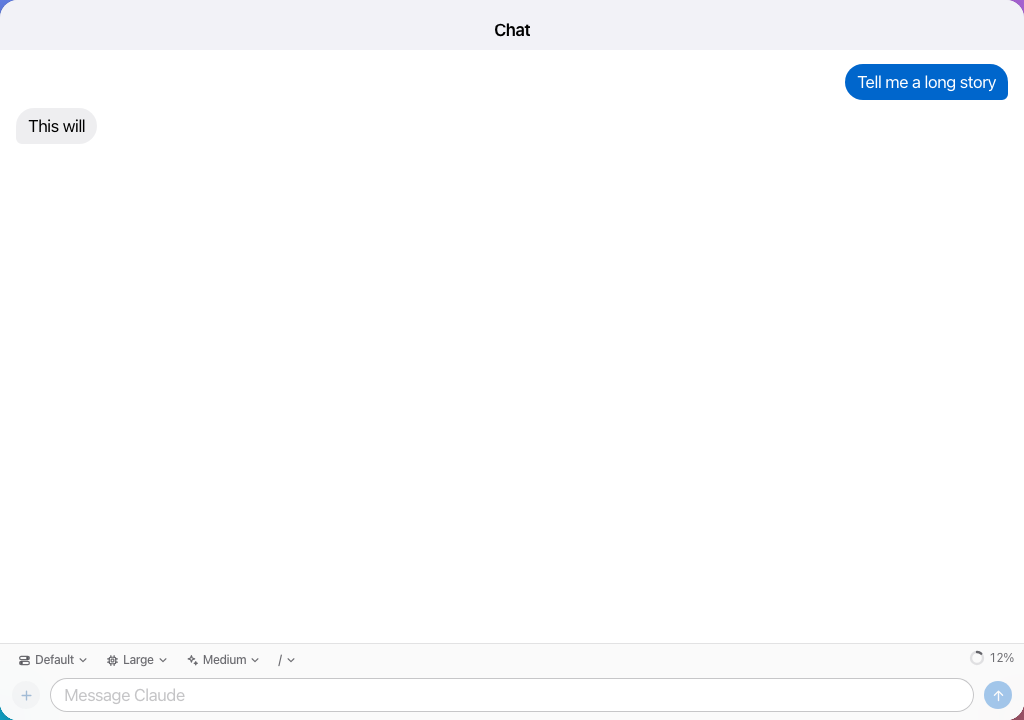 Chat
Tell me a long story
This will
Default Large Medium / 12%
Message Claude